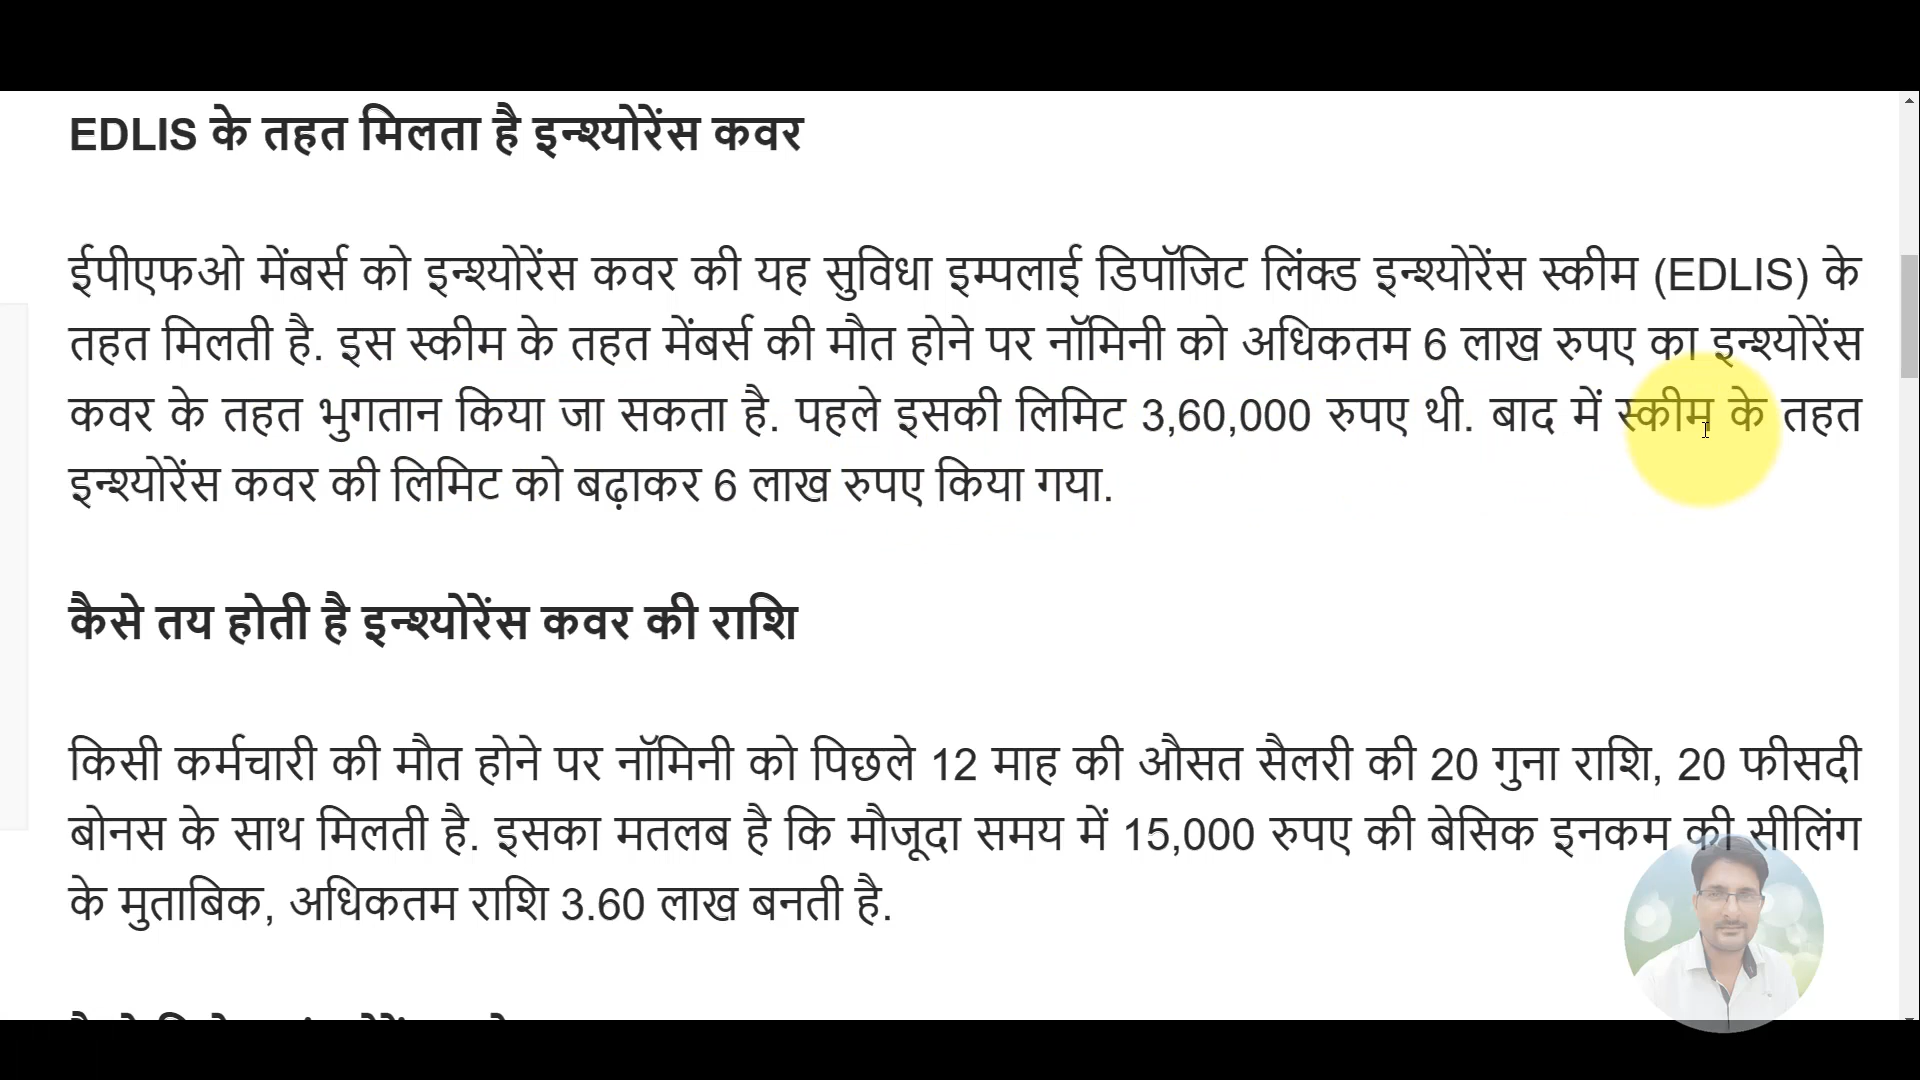 EDLIS के तहत मिलता है इन्श्योरेंस कवर
ईपीएफओ मेंबर्स को इन्श्योरेंस कवर की यह सुविधा इम्पलाई डिपॉजिट लिंक्ड इन्श्योरेंस स्कीम (EDLIS) के
तहत मिलती है. इस स्कीम के तहत मेंबर्स की मौत होने पर नॉमिनी को अधिकतम 6 लाख रुपए का इन्श्योरेंस
कवर के तहत भुगतान किया जा सकता है. पहले इसकी लिमिट 3,60,000 रुपए थी. बाद में स्कीम के तहत
इन्श्योरेंस कवर की लिमिट को बढ़ाकर 6 लाख रुपए किया गया.
कैसे तय होती है इन्श्योरेंस कवर की राशि
किसी कर्मचारी की मौत होने पर नॉमिनी को पिछले 12 माह की औसत सैलरी की 20 गुना राशि, 20 फीसदी
बोनस के साथ मिलती है. इसका मतलब है कि मौजूदा समय में 15,000 रुपए की बेसिक इनकम की सीलिंग
के मुताबिक, अधिकतम राशि 3.60 लाख बनती है.